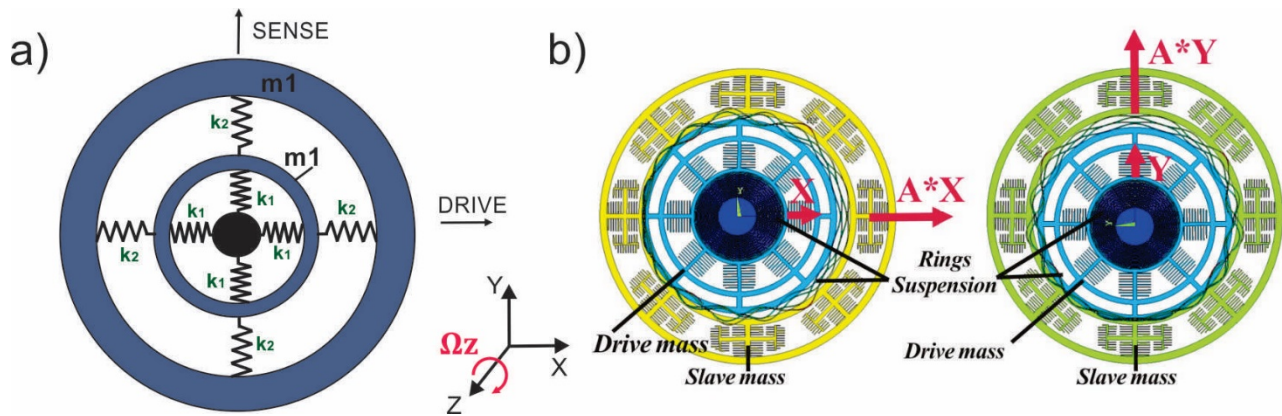 a)
SENSE
m1
k2
m1
k1
k2
k1
k1
k2
k1
k2
DRIVE
Y
X
Z
Ωz
b)
X
A*X
Rings
Suspension
Drive mass
Slave mass
A*Y
Y
Drive mass
Slave mass